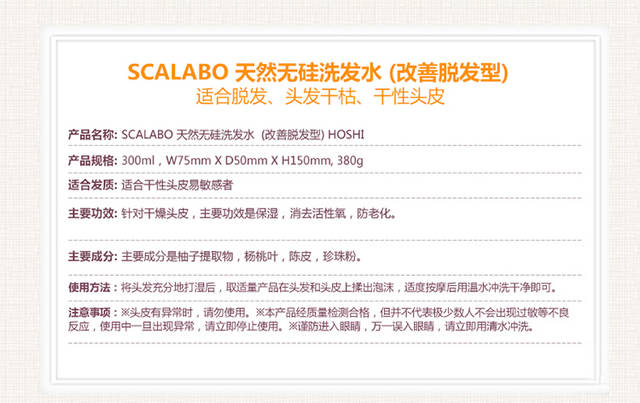 SCALABO 天然无硅洗发水 (改善脱发型)
适合脱发、头发干枯、干性头皮
产品名称: SCALABO 天然无硅洗发水 (改善脱发型) HOSHI
产品规格: 300ml，W75mm X D50mm X H150mm, 380g
适合发质: 适合干性头皮易敏感者
主要功效: 针对干燥头皮，主要功效是保湿，消去活性氧，防老化。
主要成分: 主要成分是柚子提取物，杨桃叶，陈皮，珍珠粉。
使用方法: 将头发充分地打湿后，取适量产品在头发和头皮上揉出泡沫，适度按摩后用温水冲洗干净即可。
注意事项: ※头皮有异常时，请勿使用。※本产品经质量检测合格，但并不代表极少数人不会出现过敏等不良
反应，使用中一旦出现异常，请立即停止使用。※谨防进入眼睛，万一误入眼睛，请立即用清水冲洗。